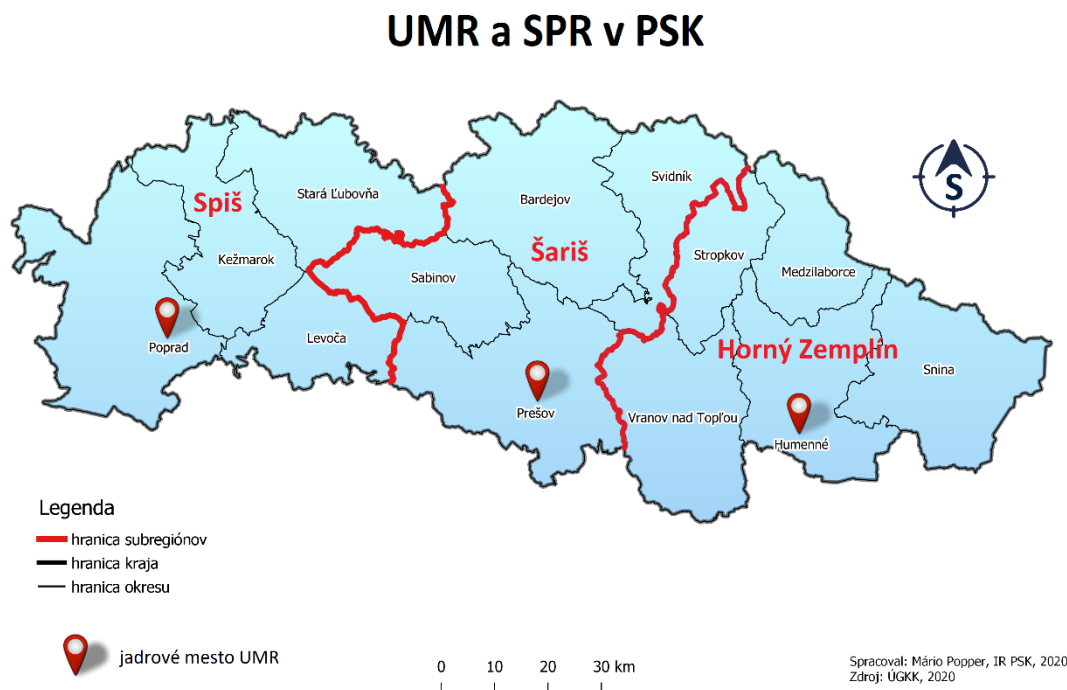 UMR a SPR v PSK
Stará Ľubovňa
Spiš
Kežmarok
Poprad
Levoča
Bardejov
Svidník
Šariš
Sabinov
Stropkov
Medzilaborce
Prešov
Horný Zemplín
Snina
Vranov nad Topľou
Humenné
S
Legenda
hranica subregiónov
hranica kraja
hranica okresu
jadrové mesto UMR
0 10 20 30 km
Spracoval: Mário Popper, IR PSK, 2020
Zdroj: ÚGKK, 2020